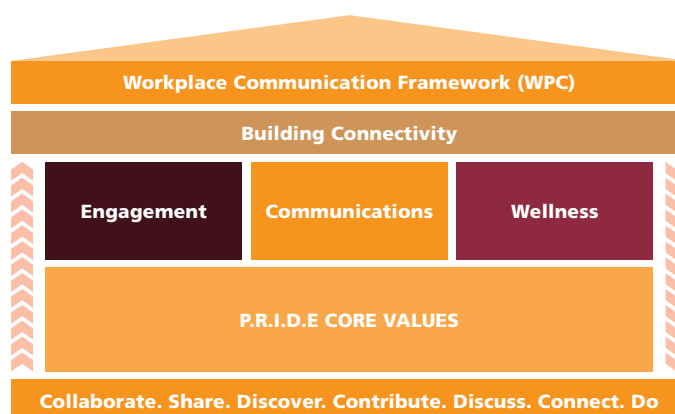 Workplace Communication Framework (WPC)
Building Connectivity
Engagement
Communications
Wellness
P.R.I.D.E CORE VALUES
Collaborate. Share. Discover. Contribute. Discuss. Connect. Do